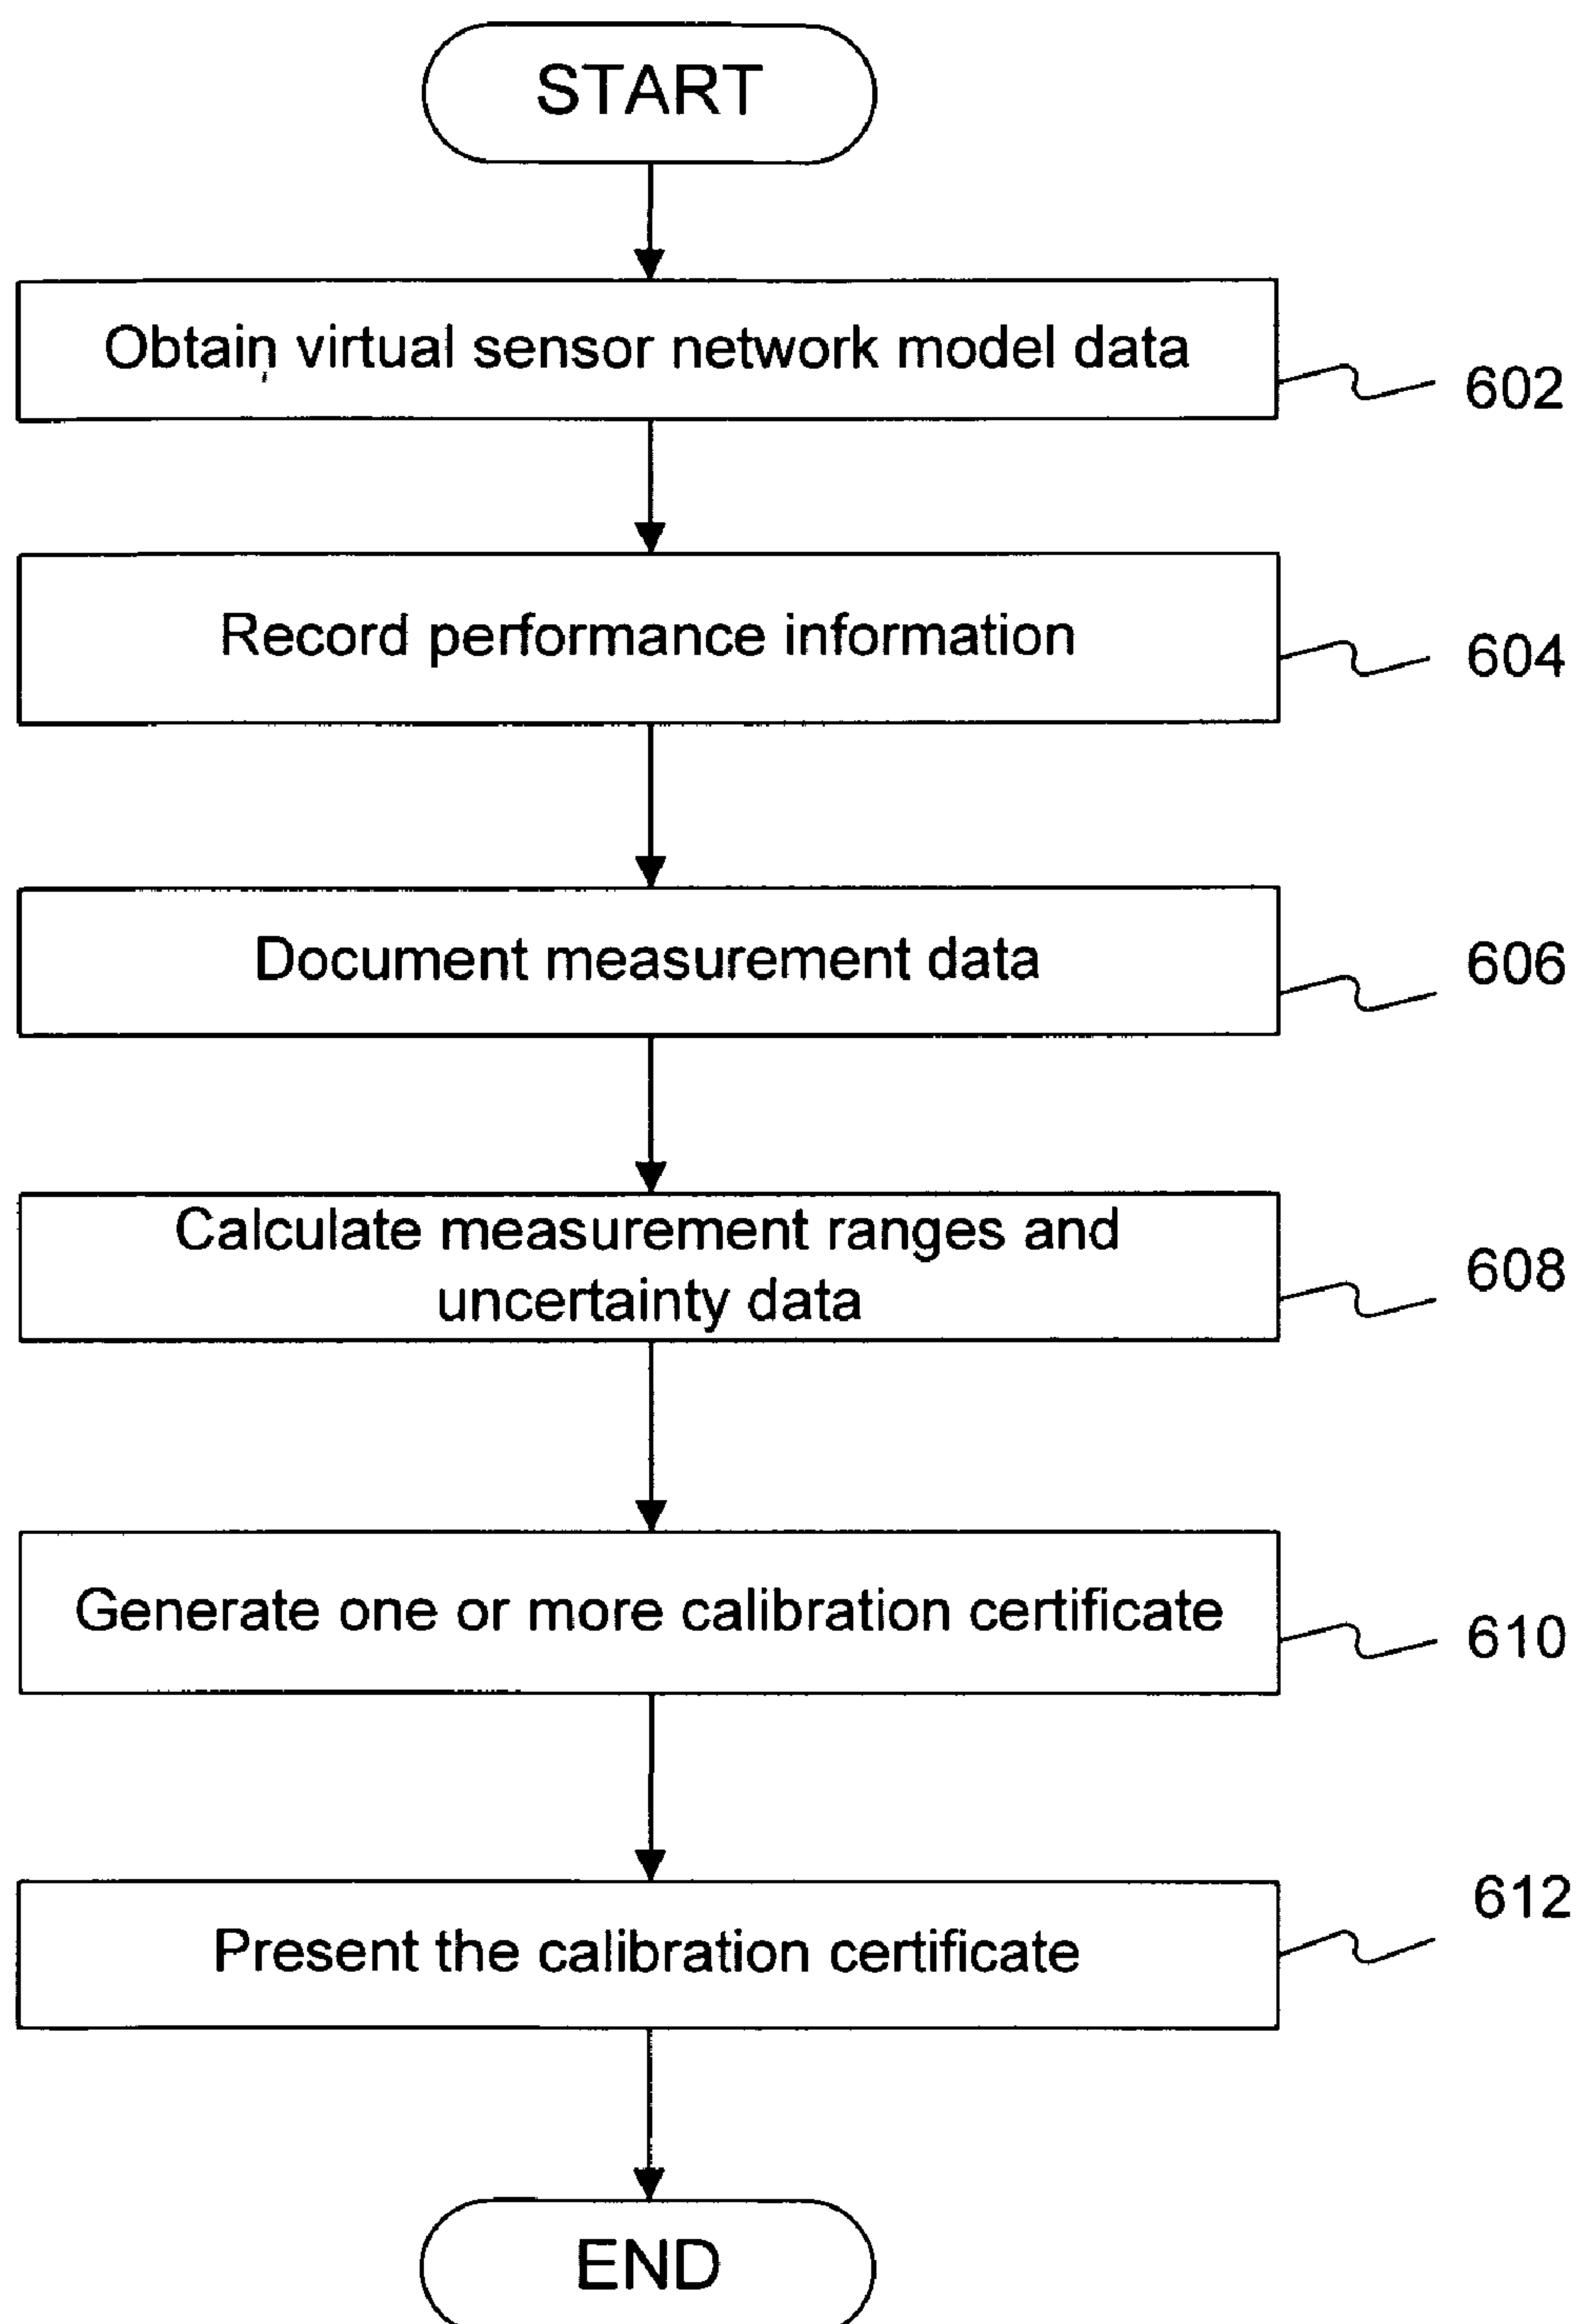 START
Obtain virtual sensor network model data
602
Record performance information
604
Document measurement data
606
Calculate measurement ranges and
uncertainty data
608
Generate one or more calibration certificate
610
Present the calibration certificate
612
END